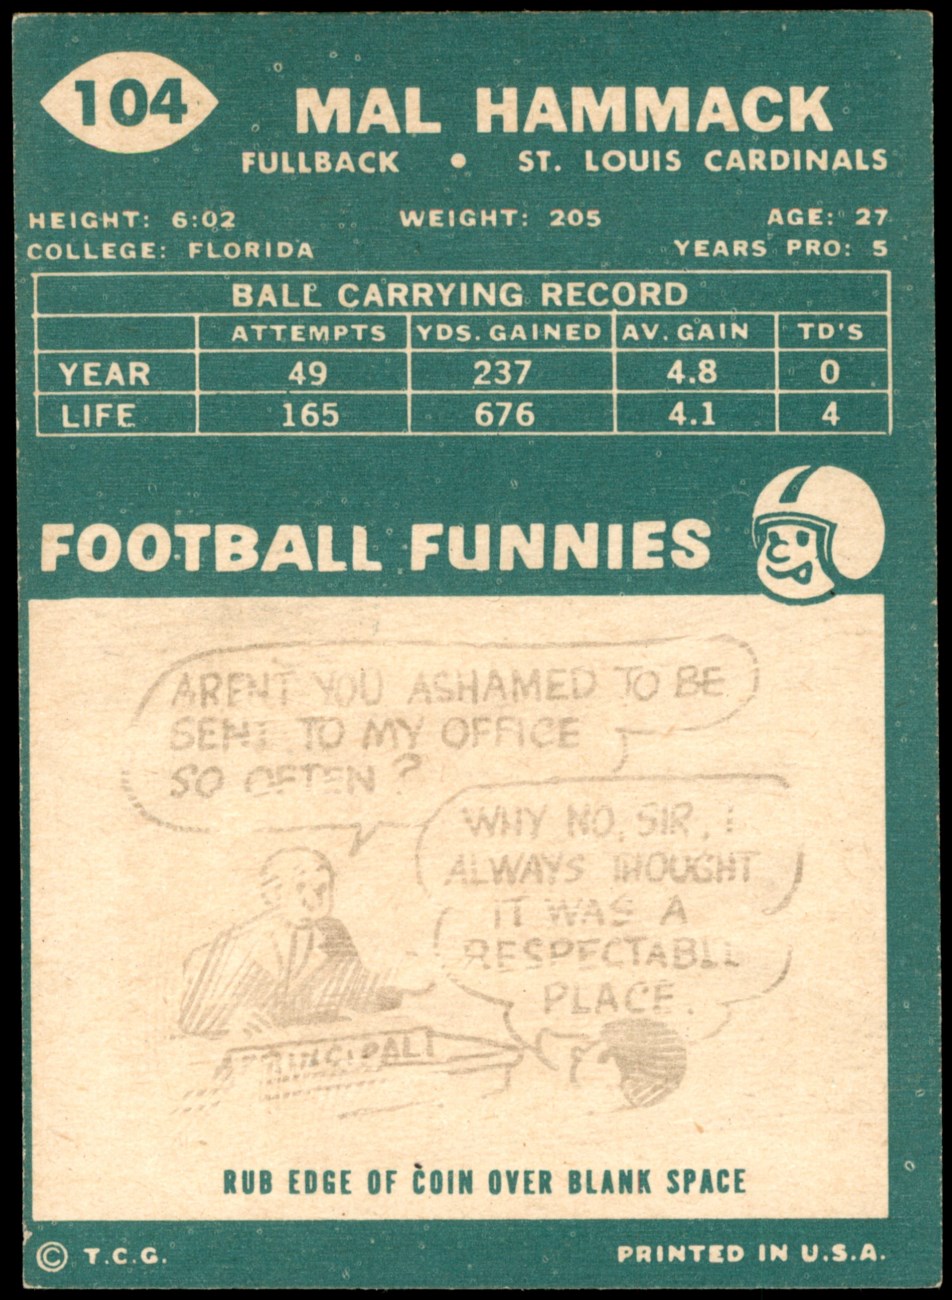 104
MAL HAMMACK
FULLBACK • ST. LOUIS CARDINALS
HEIGHT: 6:02 WEIGHT: 205 AGE: 27
COLLEGE: FLORIDA YEARS PRO: 5
BALL CARRYING RECORD
ATTEMPTS YDS. GAINED AV. GAIN TD'S
YEAR 49 237 4.8 0
LIFE 165 676 4.1 4
FOOTBALL FUNNIES
ARENT YOU ASHAMED TO BE
SENT TO MY OFFICE
SO OFTEN?
WHY NO, SIR, I
ALWAYS THOUGHT
IT WAS A
RESPECTABLE
PLACE.
PRINCIPAL
RUB EDGE OF COIN OVER BLANK SPACE
© T.C.G. PRINTED IN U.S.A.